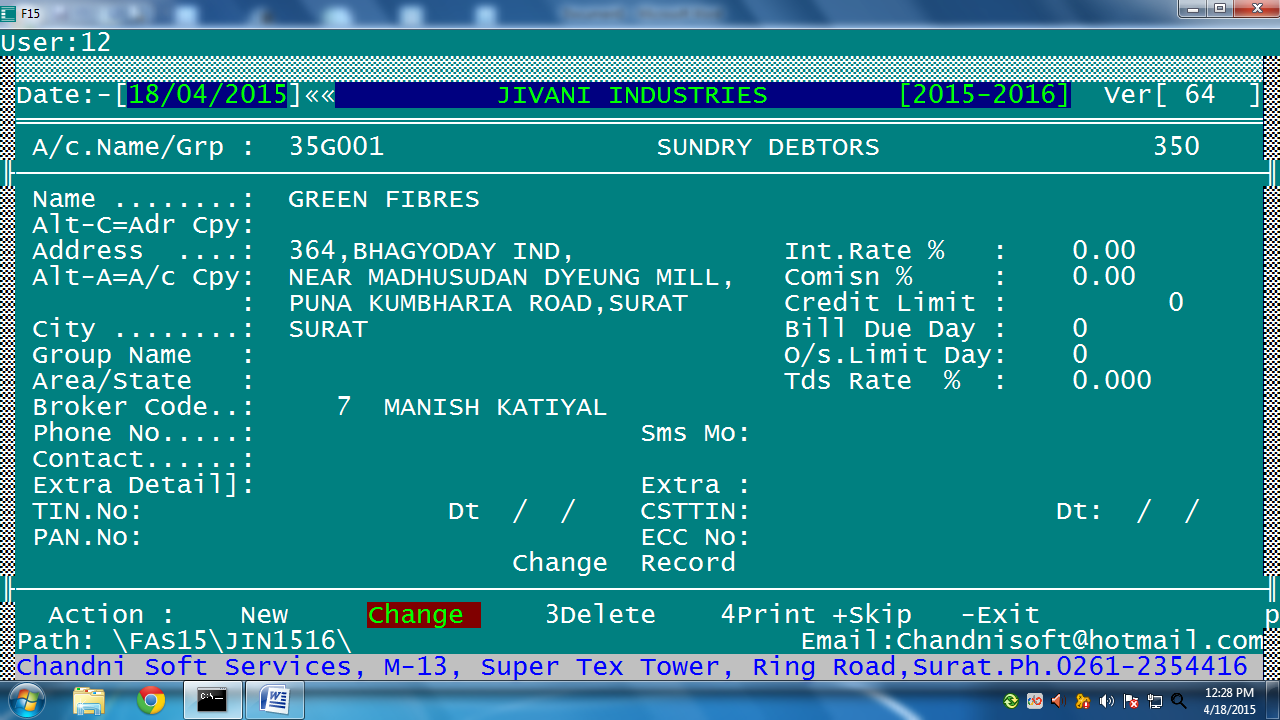 F15
User:12
Date:-[18/04/2015]«« JIVANI INDUSTRIES [2015-2016] Ver[ 64 ]
A/c.Name/Grp : 35G001 SUNDRY DEBTORS 350
Name ........: GREEN FIBRES
Alt-C=Adr Cpy:
Address ....: 364,BHAGYODAY IND, Int.Rate % : 0.00
Alt-A=A/c Cpy: NEAR MADHUSUDAN DYEUNG MILL, Comisn % : 0.00
: PUNA KUMBHARIA ROAD,SURAT Credit Limit : 0
City ........: SURAT Bill Due Day : 0
Group Name : O/s.Limit Day: 0
Area/State : Tds Rate % : 0.000
Broker Code..: 7 MANISH KATIYAL
Phone No.....: Sms Mo:
Contact......:
Extra Detail]: Extra :
TIN.No: Dt / / CSTTIN: Dt: / /
PAN.No: ECC No:
Change Record
Action : New Change 3Delete 4Print +Skip -Exit p
Path: \FAS15\JIN1516\ Email:Chandnisoft@hotmail.com
Chandni Soft Services, M-13, Super Tex Tower, Ring Road,Surat.Ph.0261-2354416
12:28 PM
4/18/2015